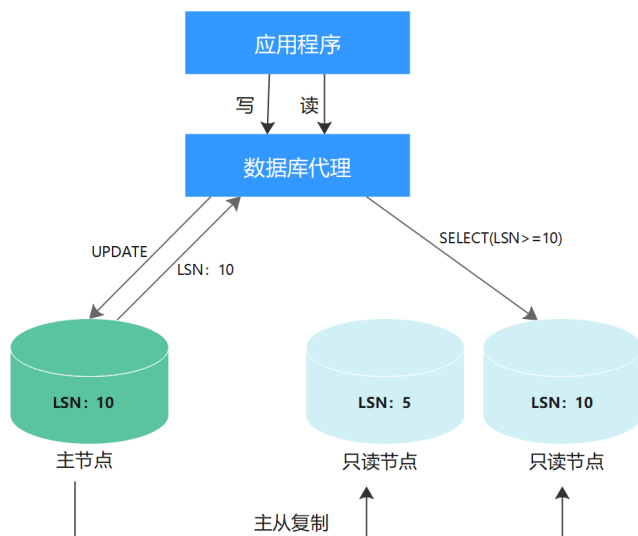 应用程序
写
读
数据库代理
UPDATE
LSN：10
SELECT(LSN>=10)
LSN：10
LSN：5
LSN：10
主节点
只读节点
只读节点
主从复制